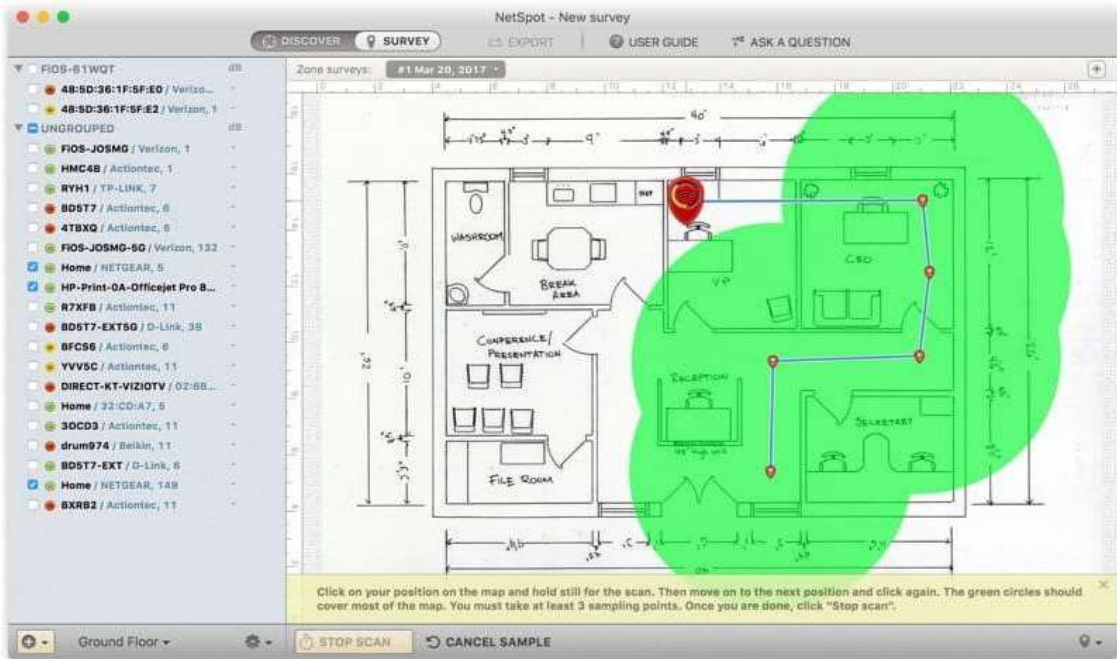 NetSpot - New survey
DISCOVER SURVEY EXPORT USER GUIDE ASK A QUESTION
FiOS-61WQT dB
48:5D:36:1F:5F:E0 / Verizo...
48:5D:36:1F:5F:E2 / Verizon, 1
UNGROUPED dB
FiOS-JOSMG / Verizon, 1
HMC4B / Actiontec, 1
RYH1 / TP-LINK, 7
BD5T7 / Actiontec, 6
4TBXQ / Actiontec, 6
FiOS-JOSMG-5G / Verizon, 132
Home / NETGEAR, 5
HP-Print-0A-Officejet Pro 8...
R7XFB / Actiontec, 11
BD5T7-EXT5G / D-Link, 36
8FCS6 / Actiontec, 6
YVV5C / Actiontec, 11
DIRECT-KT-VIZIOTV / 02:6B...
Home / 32:CD:A7, 5
3OCD3 / Actiontec, 11
drum974 / Belkin, 11
BD5T7-EXT / D-Link, 6
Home / NETGEAR, 149
BXRB2 / Actiontec, 11
Zone surveys: #1 Mar 20, 2017
40'
9'
REF
WASHROOM
BREAK
AREA
VP
CEO
CONFERENCE/
PRESENTATION
10'
RECEPTION
SECRETARY
FILE ROOM
Click on your position on the map and hold still for the scan. Then move on to the next position and click again. The green circles should
cover most of the map. You must take at least 3 sampling points. Once you are done, click "Stop scan".
Ground Floor STOP SCAN CANCEL SAMPLE